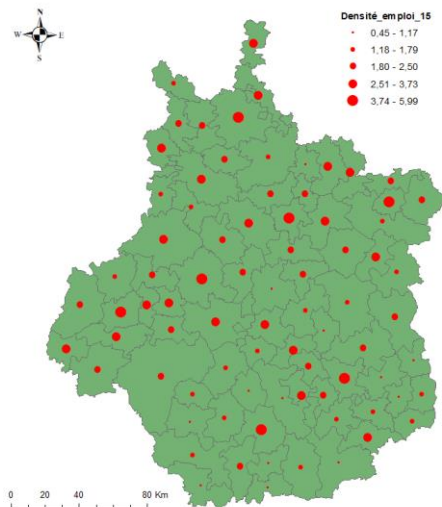 N
W E
S
Densité_emploi_15
0,45 - 1,17
1,18 - 1,79
1,80 - 2,50
2,51 - 3,73
3,74 - 5,99
0 20 40 80 Km